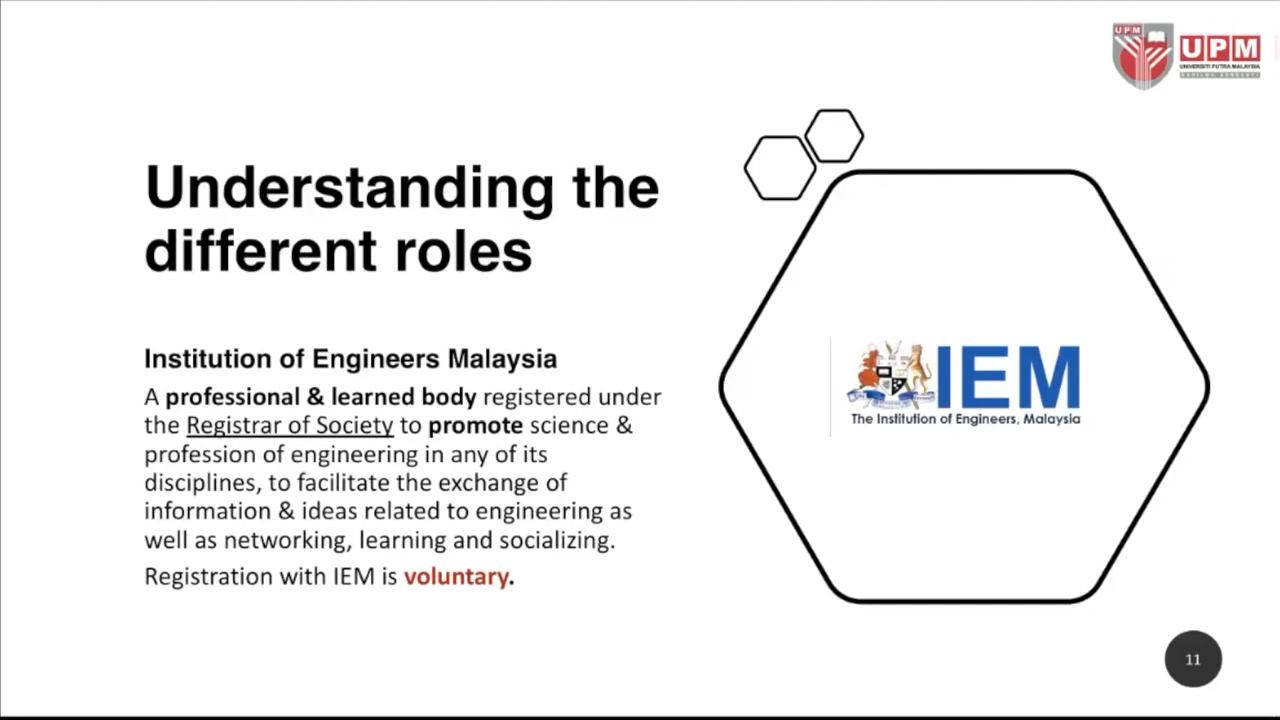 UPM
UPM
UNIVERSITI PUTRA MALAYSIA
Understanding the
different roles
Institution of Engineers Malaysia
A professional & learned body registered under
the Registrar of Society to promote science &
profession of engineering in any of its
disciplines, to facilitate the exchange of
information & ideas related to engineering as
well as networking, learning and socializing.
Registration with IEM is voluntary.
IEM
The Institution of Engineers, Malaysia
11